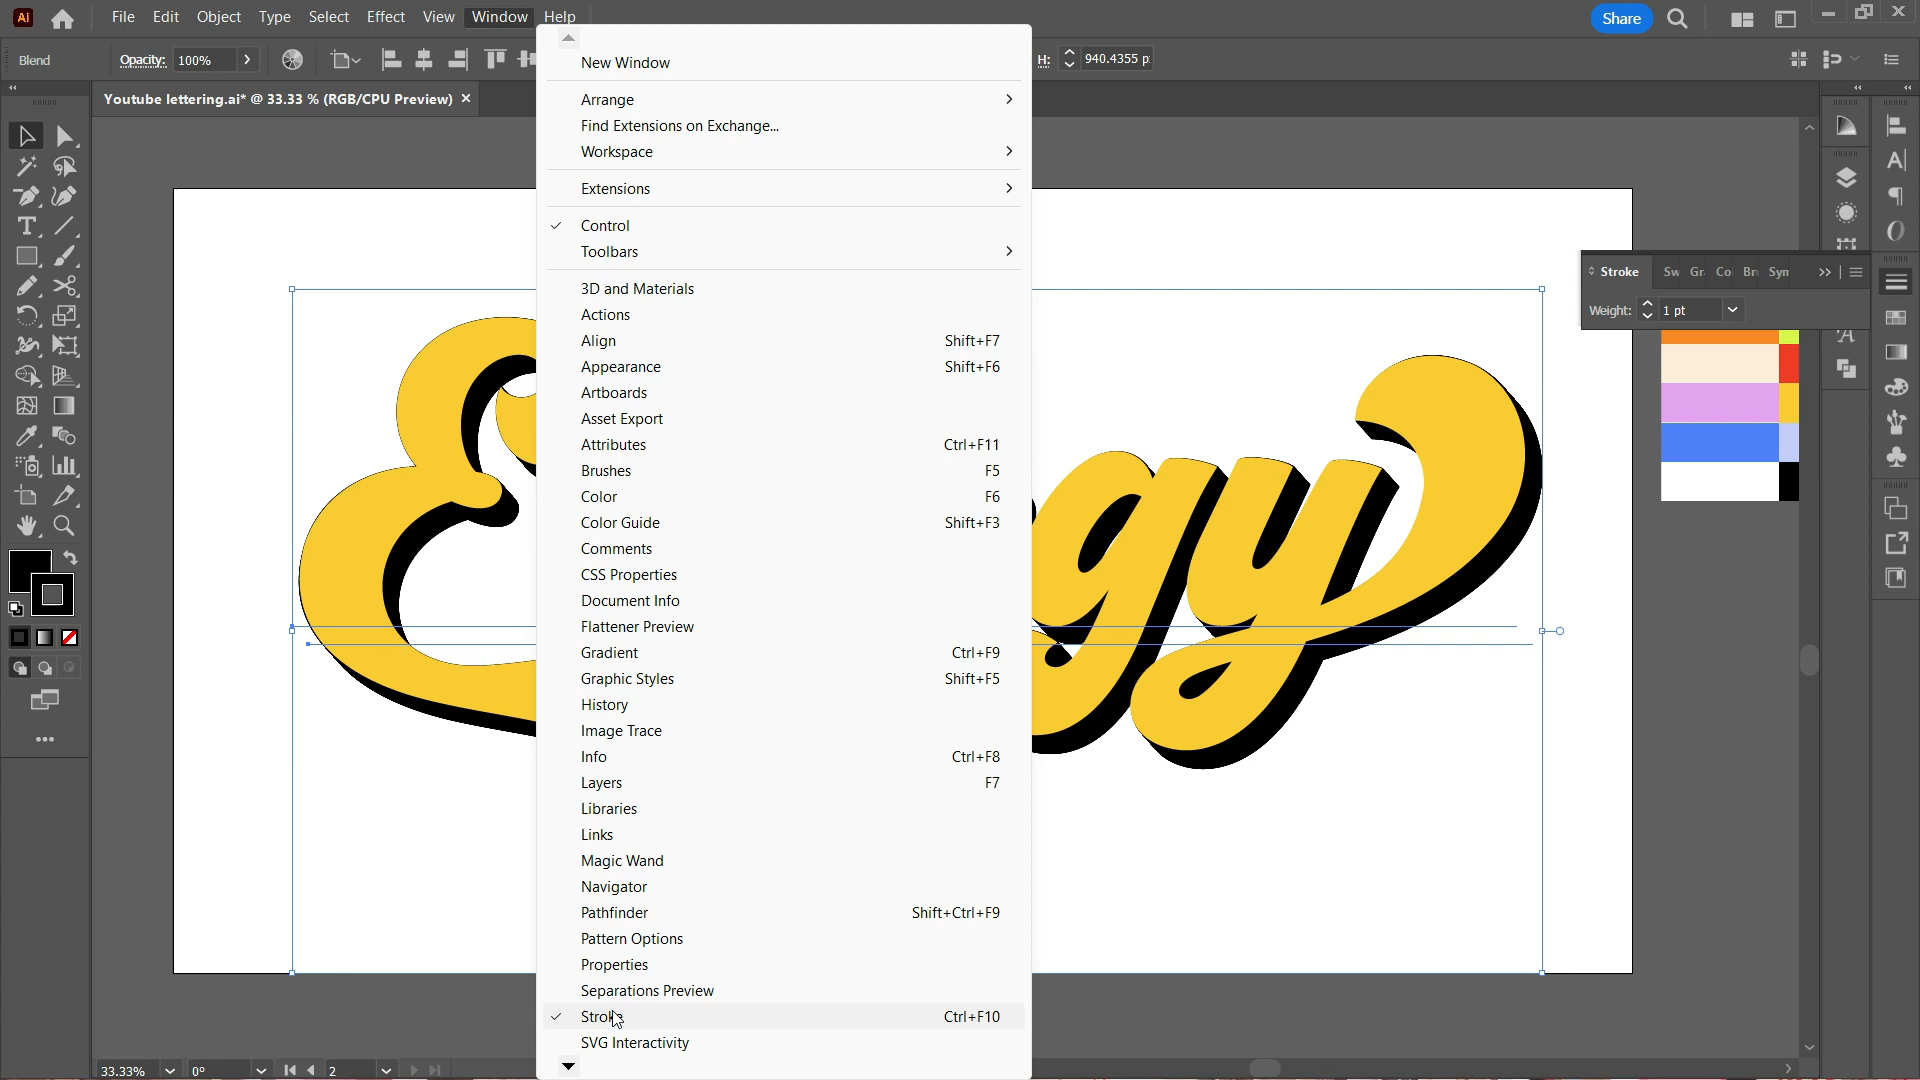 Ai File Edit Object Type Select Effect View Window Help Share
Blend Opacity: 100% H: 940.4355 p
Youtube lettering.ai* @ 33.33 % (RGB/CPU Preview) ×
New Window
Arrange
Find Extensions on Exchange...
Workspace
Extensions
Control
Toolbars
3D and Materials
Actions
Align Shift+F7
Appearance Shift+F6
Artboards
Asset Export
Attributes Ctrl+F11
Brushes F5
Color F6
Color Guide Shift+F3
Comments
CSS Properties
Document Info
Flattener Preview
Gradient Ctrl+F9
Graphic Styles Shift+F5
History
Image Trace
Info Ctrl+F8
Layers F7
Libraries
Links
Magic Wand
Navigator
Pathfinder Shift+Ctrl+F9
Pattern Options
Properties
Separations Preview
Stroke Ctrl+F10
SVG Interactivity
Stroke Sw Gr Co Br Syn
Weight: 1 pt
E gy
33.33% 0° 2